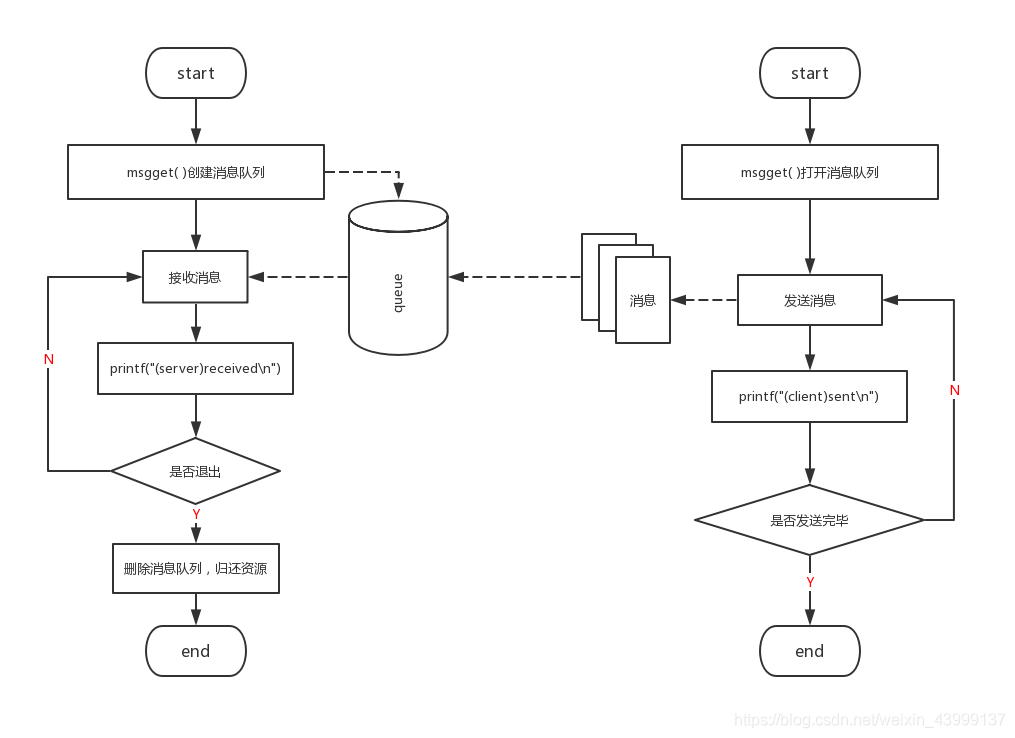 start
msgget( )创建消息队列
接收消息
printf("(server)received\n")
N
是否退出
Y
删除消息队列，归还资源
end
queue
消息
start
msgget( )打开消息队列
发送消息
printf("(client)sent\n")
N
是否发送完毕
Y
end
https://blog.csdn.net/weixin_43999137